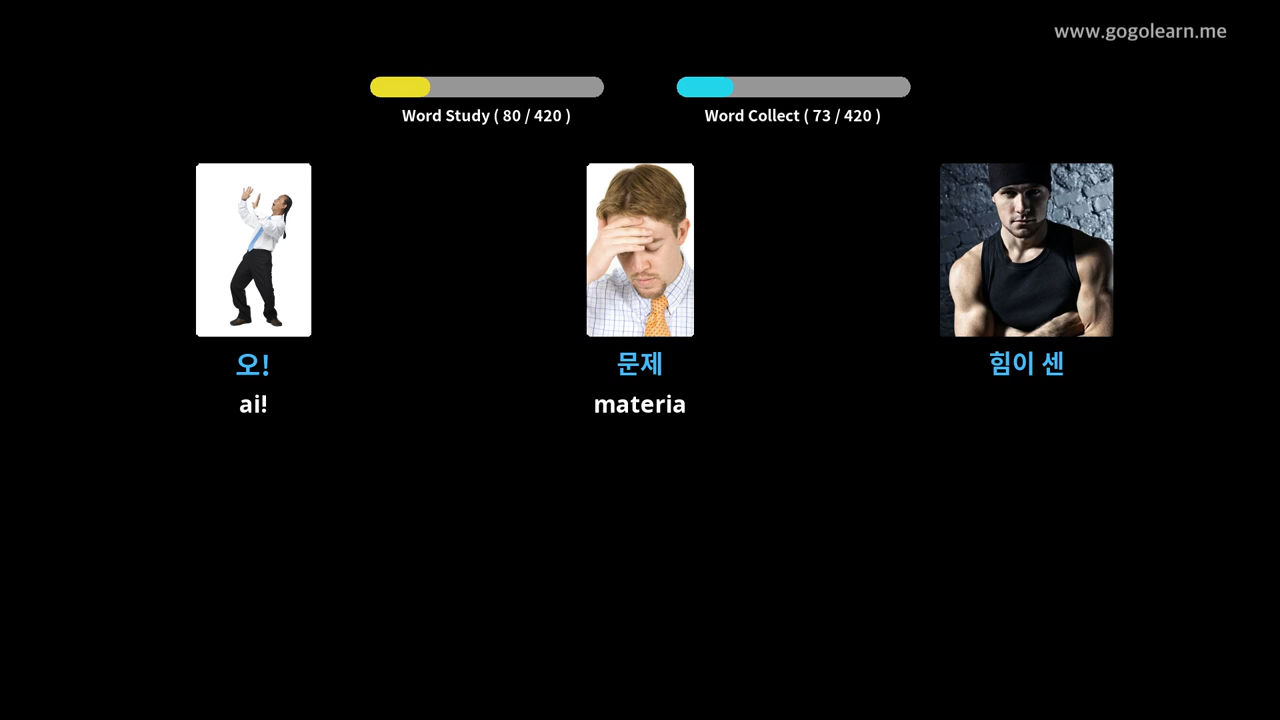 www.gogolearn.me
Word Study ( 80 / 420 )
Word Collect ( 73 / 420 )
오!
ai!
문제
materia
힘이 센